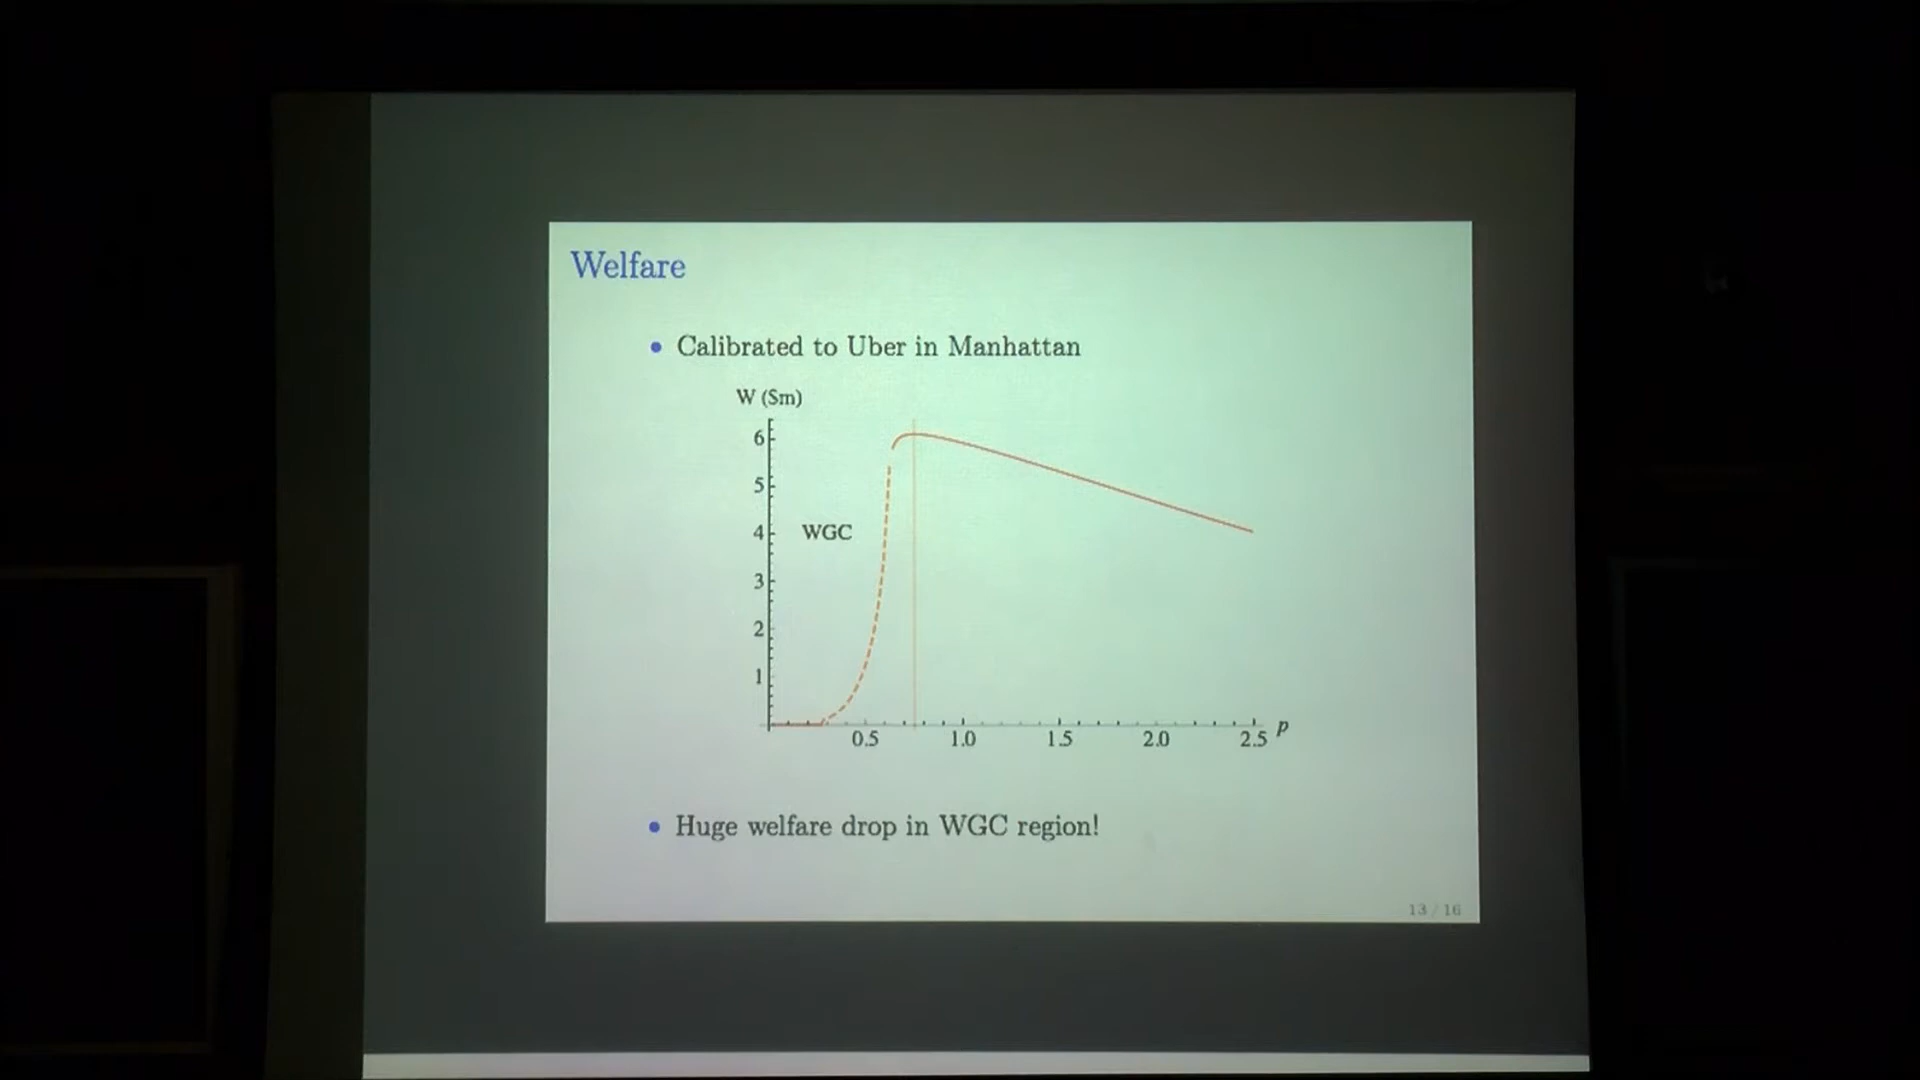 Welfare
• Calibrated to Uber in Manhattan
W ($m)
6
5
4
WGC
3
2
1
0.5 1.0 1.5 2.0 2.5 p
• Huge welfare drop in WGC region!
13 / 16